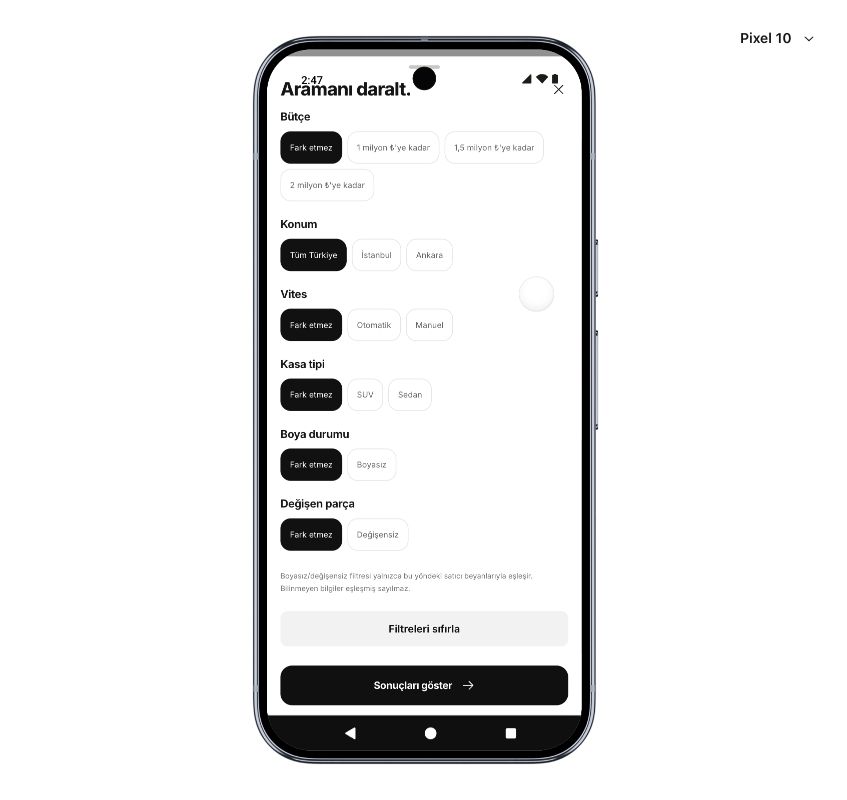 Pixel 10
2:47
Aramanı daralt.
Bütçe
Fark etmez 1 milyon ₺'ye kadar 1,5 milyon ₺'ye kadar
2 milyon ₺'ye kadar
Konum
Tüm Türkiye İstanbul Ankara
Vites
Fark etmez Otomatik Manuel
Kasa tipi
Fark etmez SUV Sedan
Boya durumu
Fark etmez Boyasız
Değişen parça
Fark etmez Değişensiz
Boyasız/değişensiz filtresi yalnızca bu yöndeki satıcı beyanlarıyla eşleşir.
Bilinmeyen bilgiler eşleşmiş sayılmaz.
Filtreleri sıfırla
Sonuçları göster